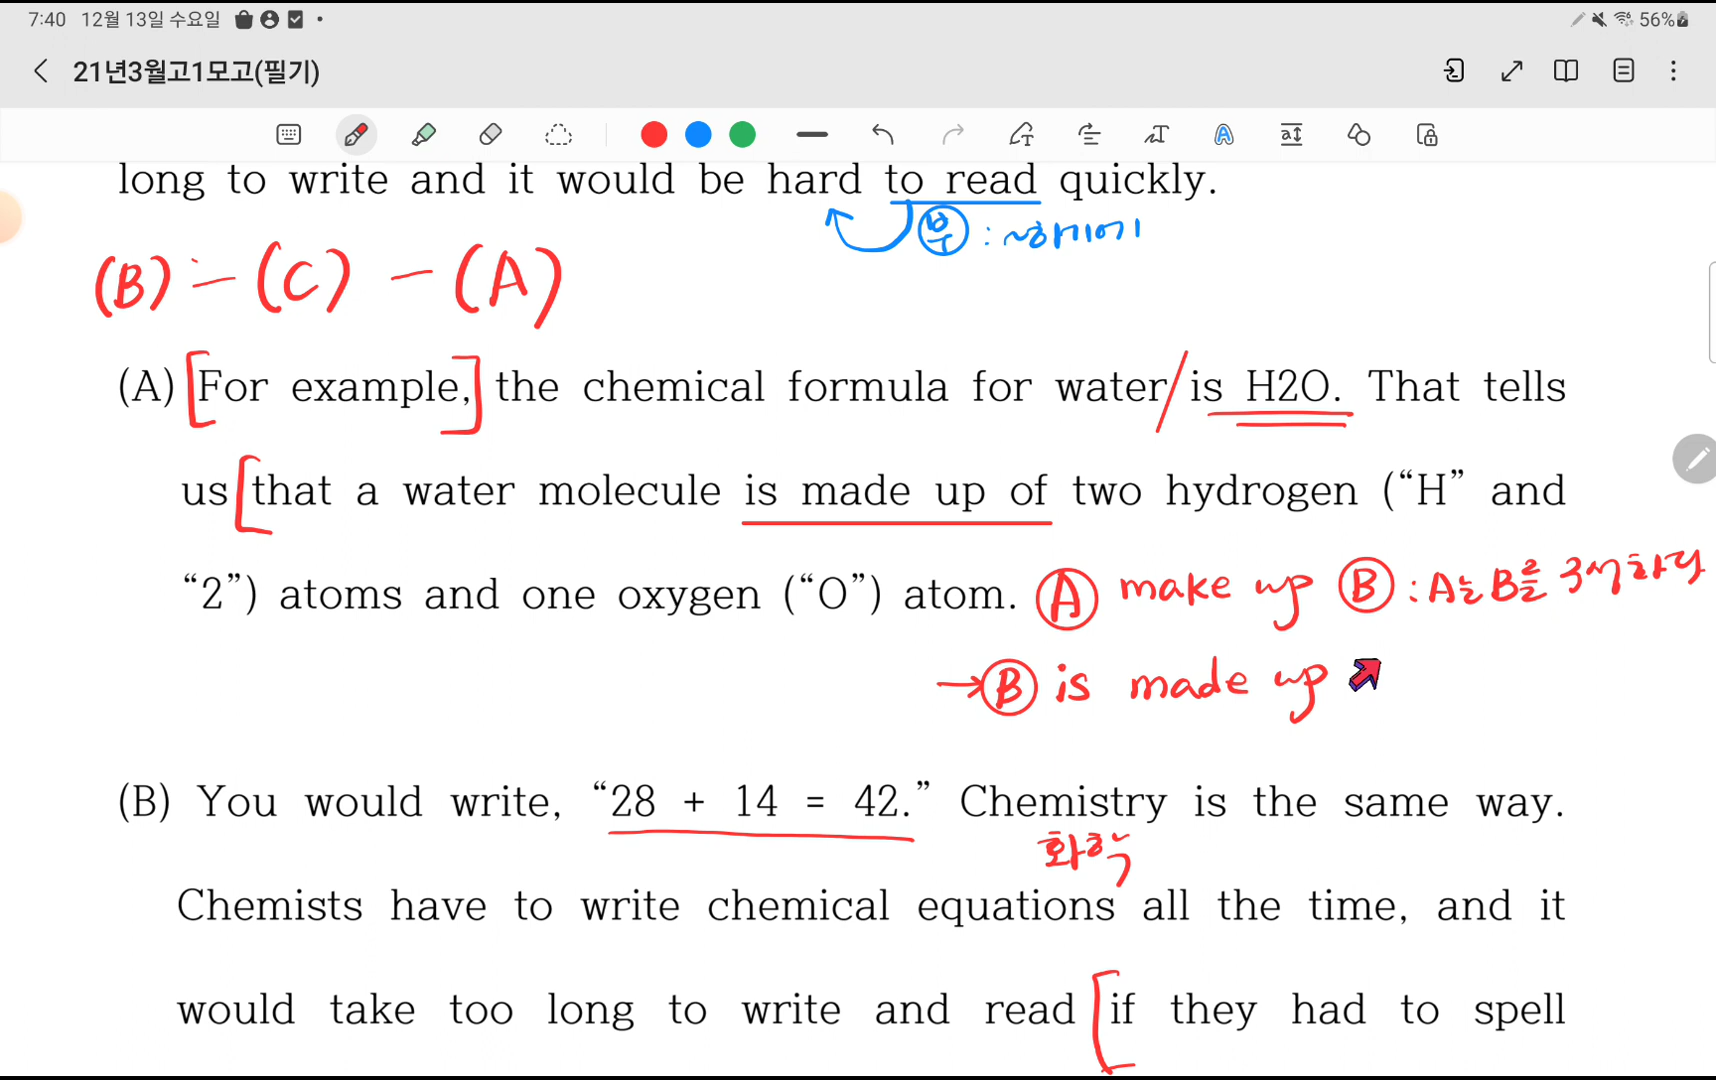 7:40 12월 13일 수요일 56%
21년3월고1모고(필기)
long to write and it would be hard to read quickly.
부 : ~하기에
(B) - (C) - (A)
(A) [For example,] the chemical formula for water / is H2O. That tells
us [that a water molecule is made up of two hydrogen (“H” and
“2”) atoms and one oxygen (“O”) atom.
A make up B : A는 B를 구성하다
→ B is made up
(B) You would write, “28 + 14 = 42.” Chemistry is the same way.
화학
Chemists have to write chemical equations all the time, and it
would take too long to write and read [if they had to spell